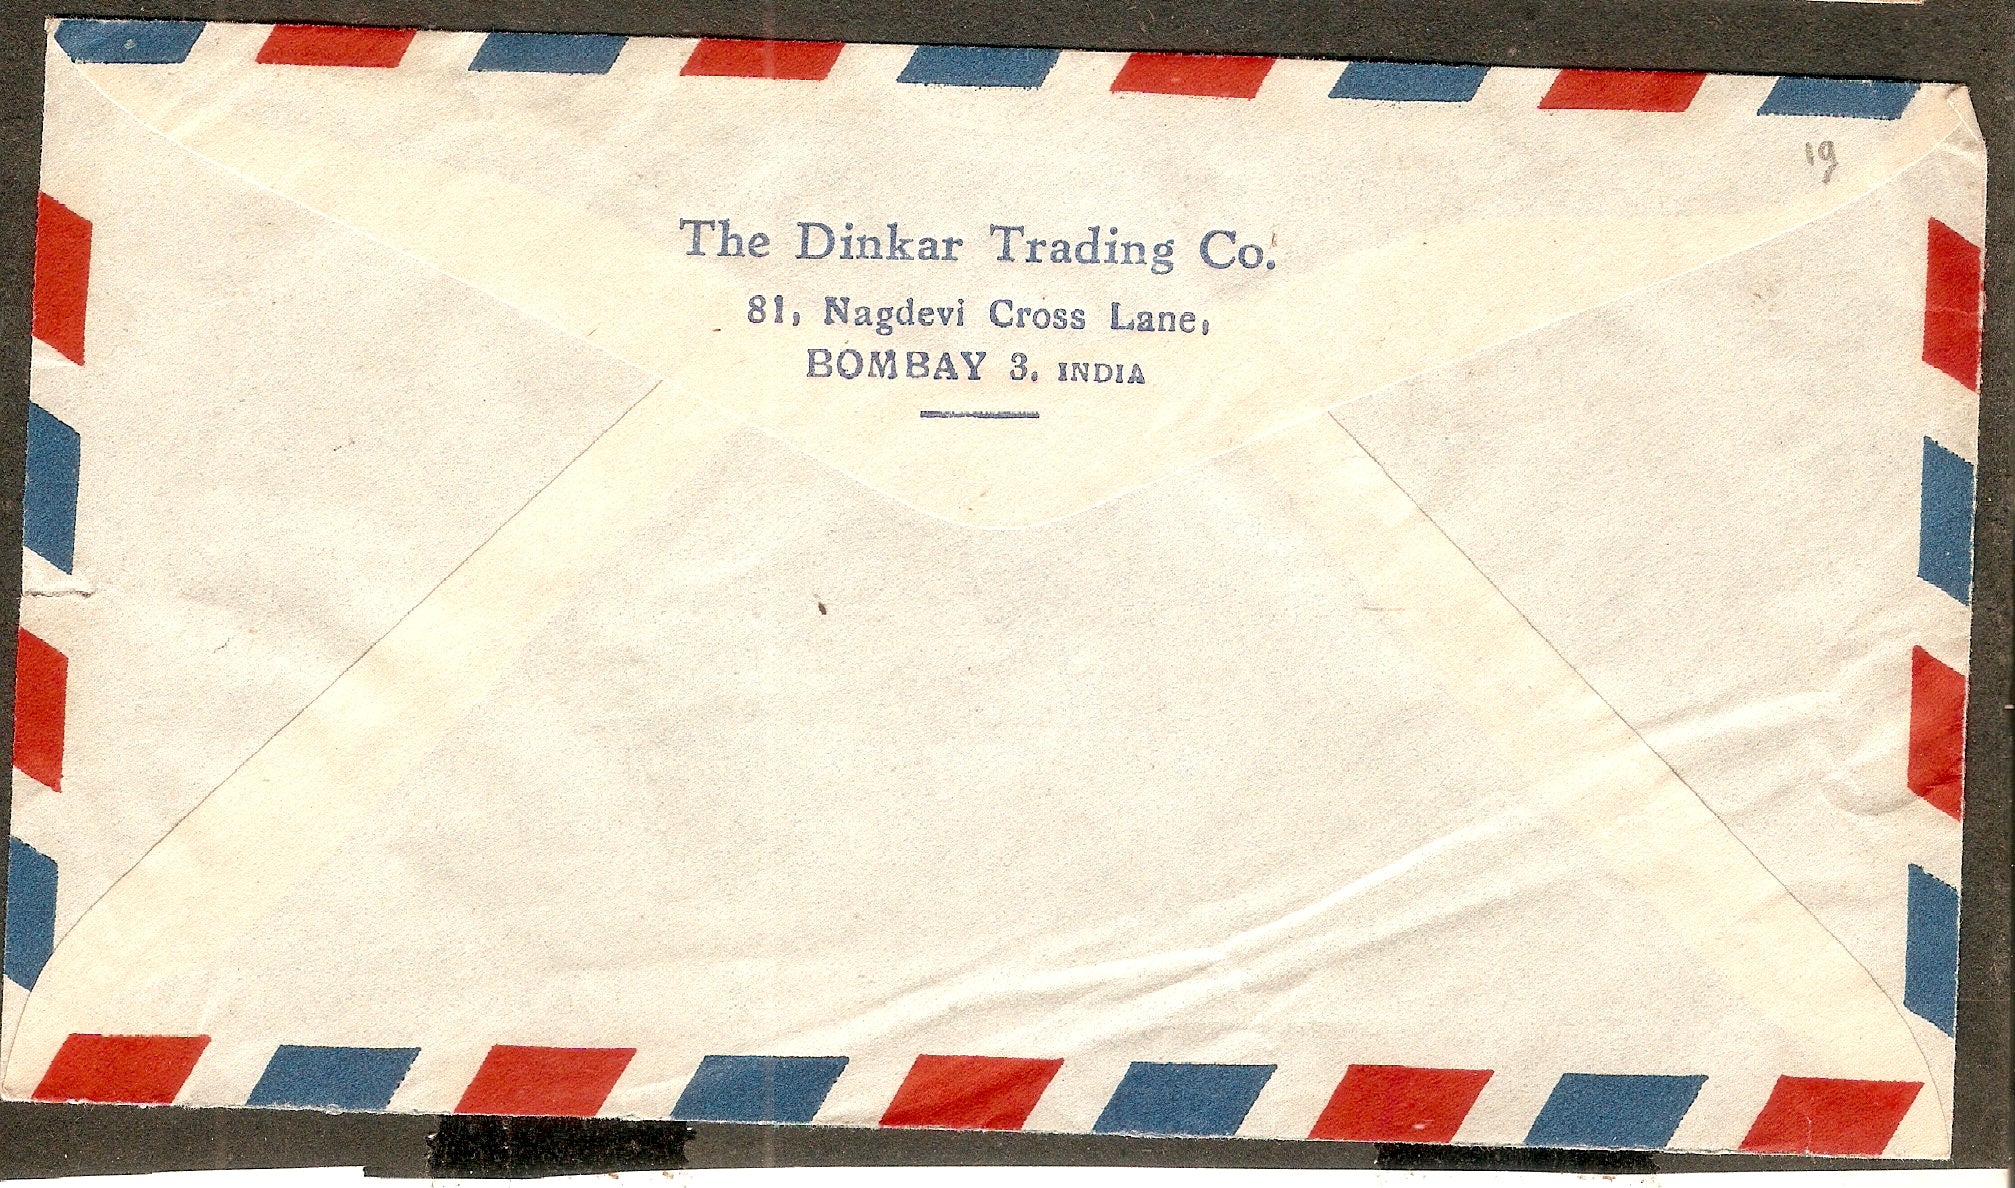 19
The Dinkar Trading Co.
81, Nagdevi Cross Lane,
BOMBAY 3. INDIA